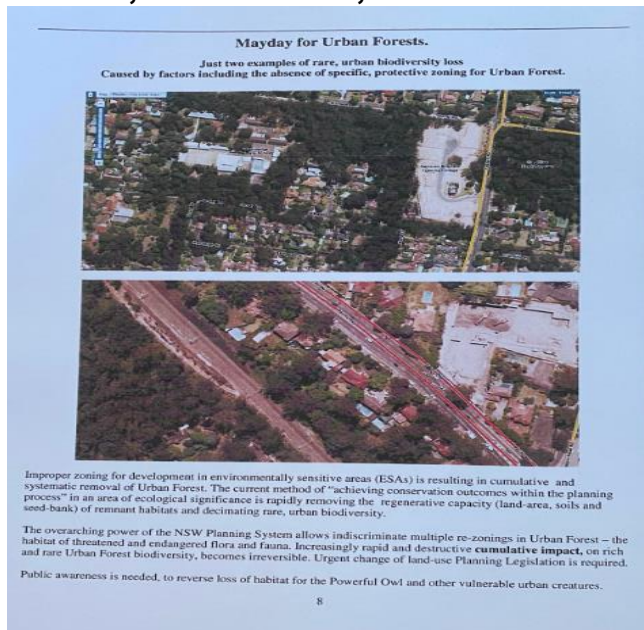 Mayday for Urban Forests.
Just two examples of rare, urban biodiversity loss
Caused by factors including the absence of specific, protective zoning for Urban Forest.
Improper zoning for development in environmentally sensitive areas (ESAs) is resulting in cumulative and
systematic removal of Urban Forest. The current method of "achieving conservation outcomes within the planning
process" in an area of ecological significance is rapidly removing the regenerative capacity (land-area, soils and
seed-bank) of remnant habitats and decimating rare, urban biodiversity.
The overarching power of the NSW Planning System allows indiscriminate multiple re-zonings in Urban Forest – the
habitat of threatened and endangered flora and fauna. Increasingly rapid and destructive cumulative impact, on rich
and rare Urban Forest biodiversity, becomes irreversible. Urgent change of land-use Planning Legislation is required.
Public awareness is needed, to reverse loss of habitat for the Powerful Owl and other vulnerable urban creatures.
8